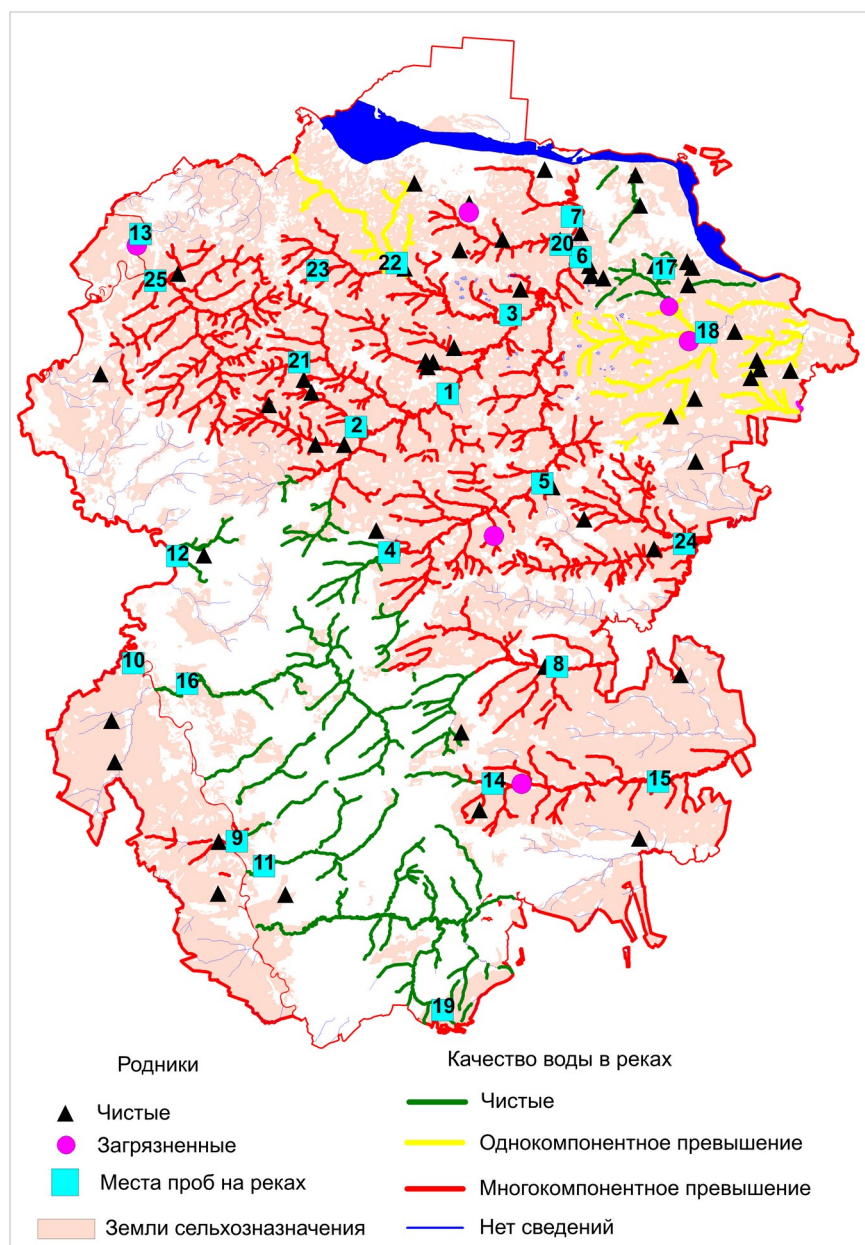 13
7
20
6
25
23
22
17
3
18
21
1
2
5
24
12
4
10
16
8
14
15
9
11
19
Родники
Качество воды в реках
Чистые
Чистые
Загрязненные
Однокомпонентное превышение
Места проб на реках
Многокомпонентное превышение
Земли сельхозназначения
Нет сведений